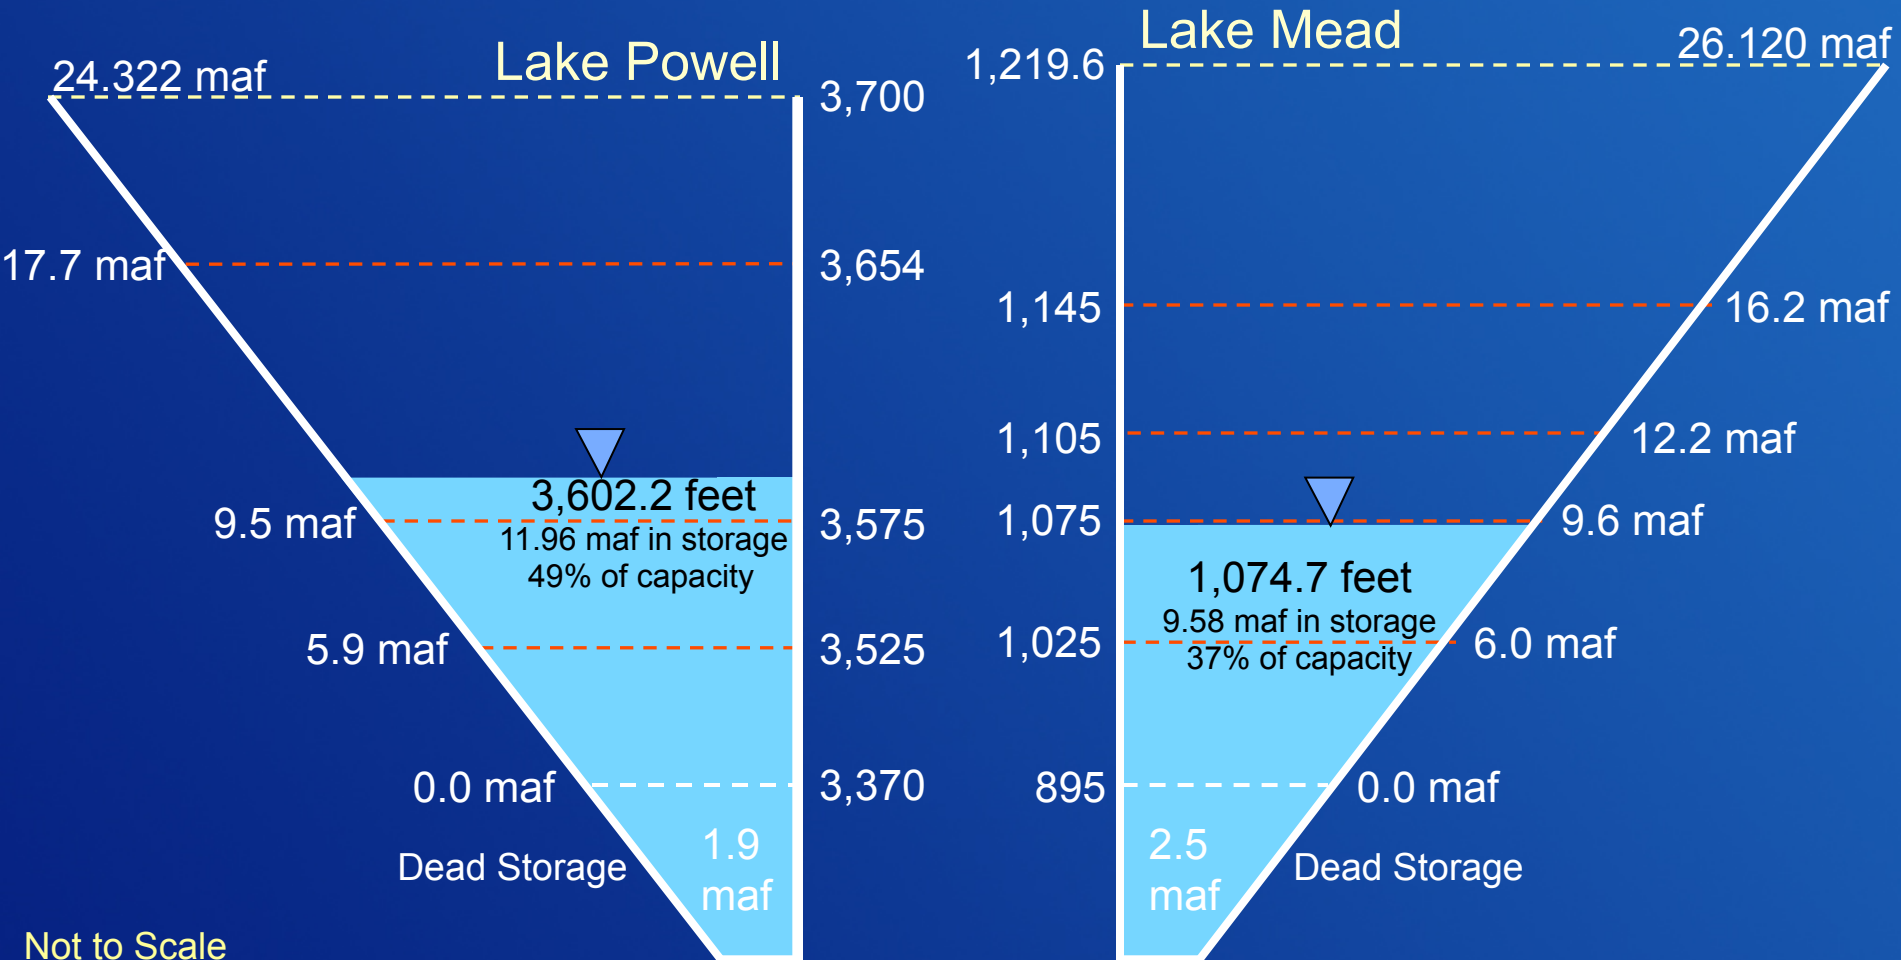 Lake Powell
24.322 maf
3,700
17.7 maf
3,654
3,602.2 feet
11.96 maf in storage
49% of capacity
9.5 maf
3,575
5.9 maf
3,525
0.0 maf
3,370
1.9
maf
Dead Storage
Not to Scale
Lake Mead
1,219.6
26.120 maf
1,145
16.2 maf
1,105
12.2 maf
1,075
9.6 maf
1,074.7 feet
9.58 maf in storage
37% of capacity
1,025
6.0 maf
895
0.0 maf
2.5
maf
Dead Storage